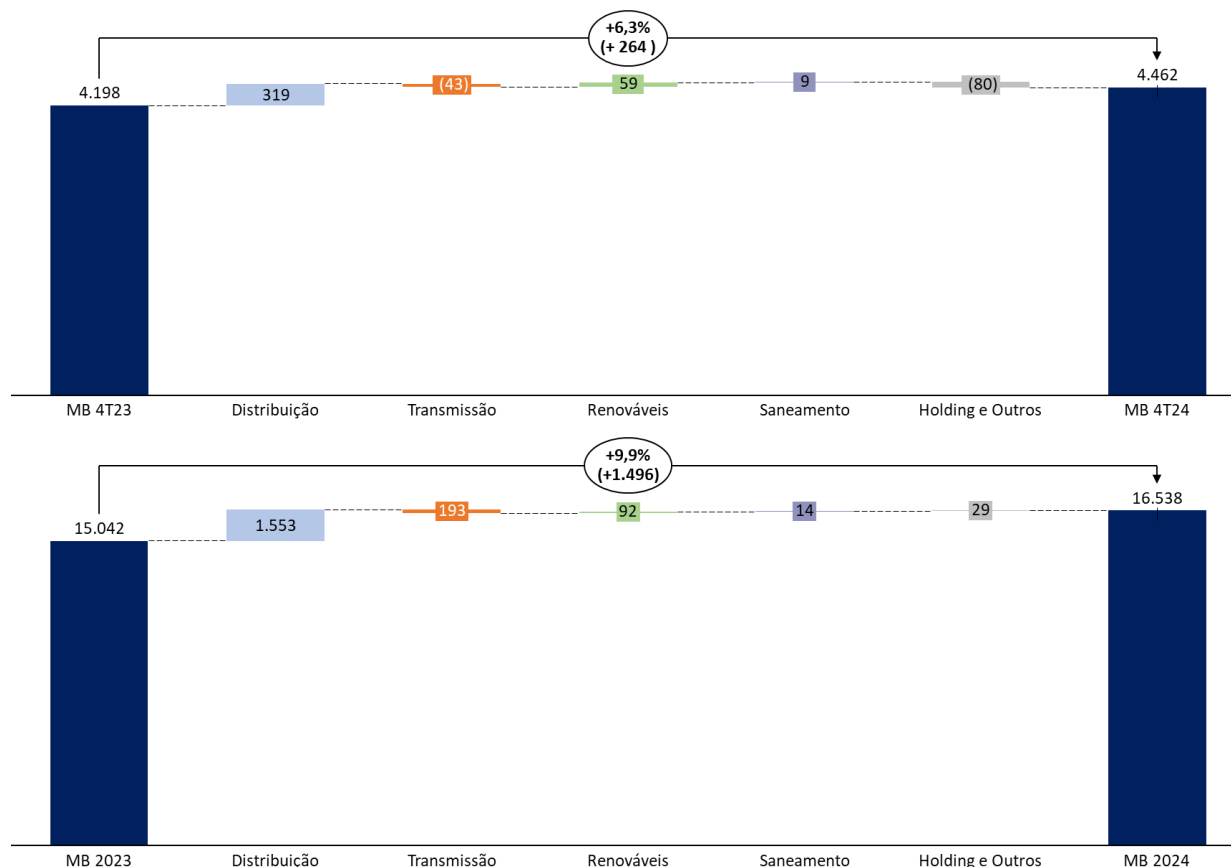 +6,3%
(+ 264 )
4.198
319
(43)
59
9
(80)
4.462
MB 4T23
Distribuição
Transmissão
Renováveis
Saneamento
Holding e Outros
MB 4T24
+9,9%
(+1.496)
15.042
1.553
193
92
14
29
16.538
MB 2023
Distribuição
Transmissão
Renováveis
Saneamento
Holding e Outros
MB 2024